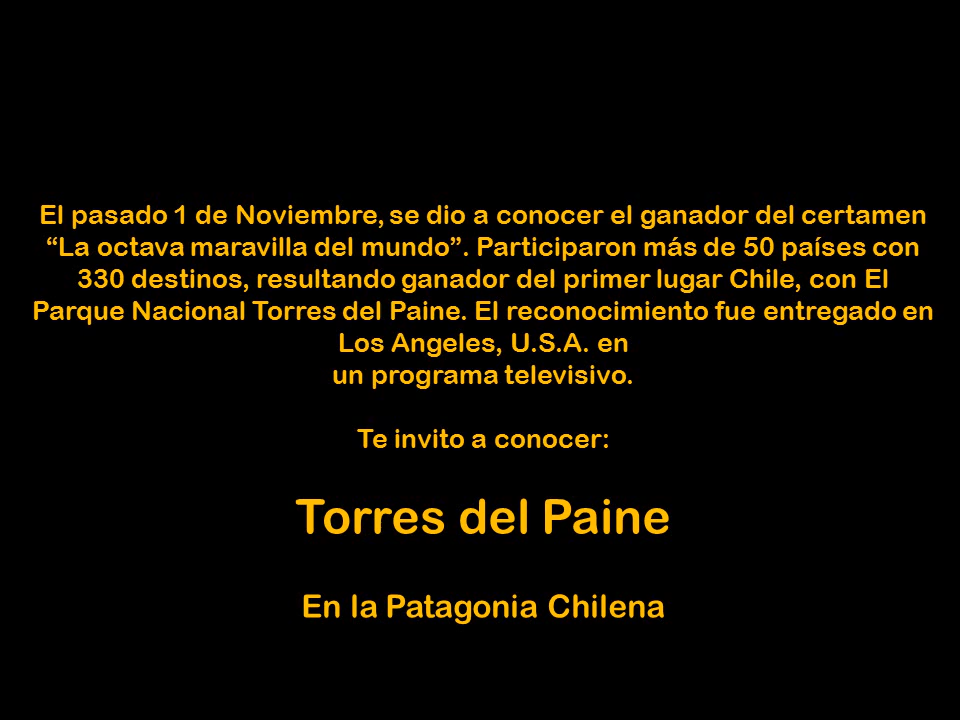 El pasado 1 de Noviembre, se dio a conocer el ganador del certamen
“La octava maravilla del mundo”. Participaron más de 50 países con
330 destinos, resultando ganador del primer lugar Chile, con El
Parque Nacional Torres del Paine. El reconocimiento fue entregado en
Los Angeles, U.S.A. en
un programa televisivo.
Te invito a conocer:
Torres del Paine
En la Patagonia Chilena